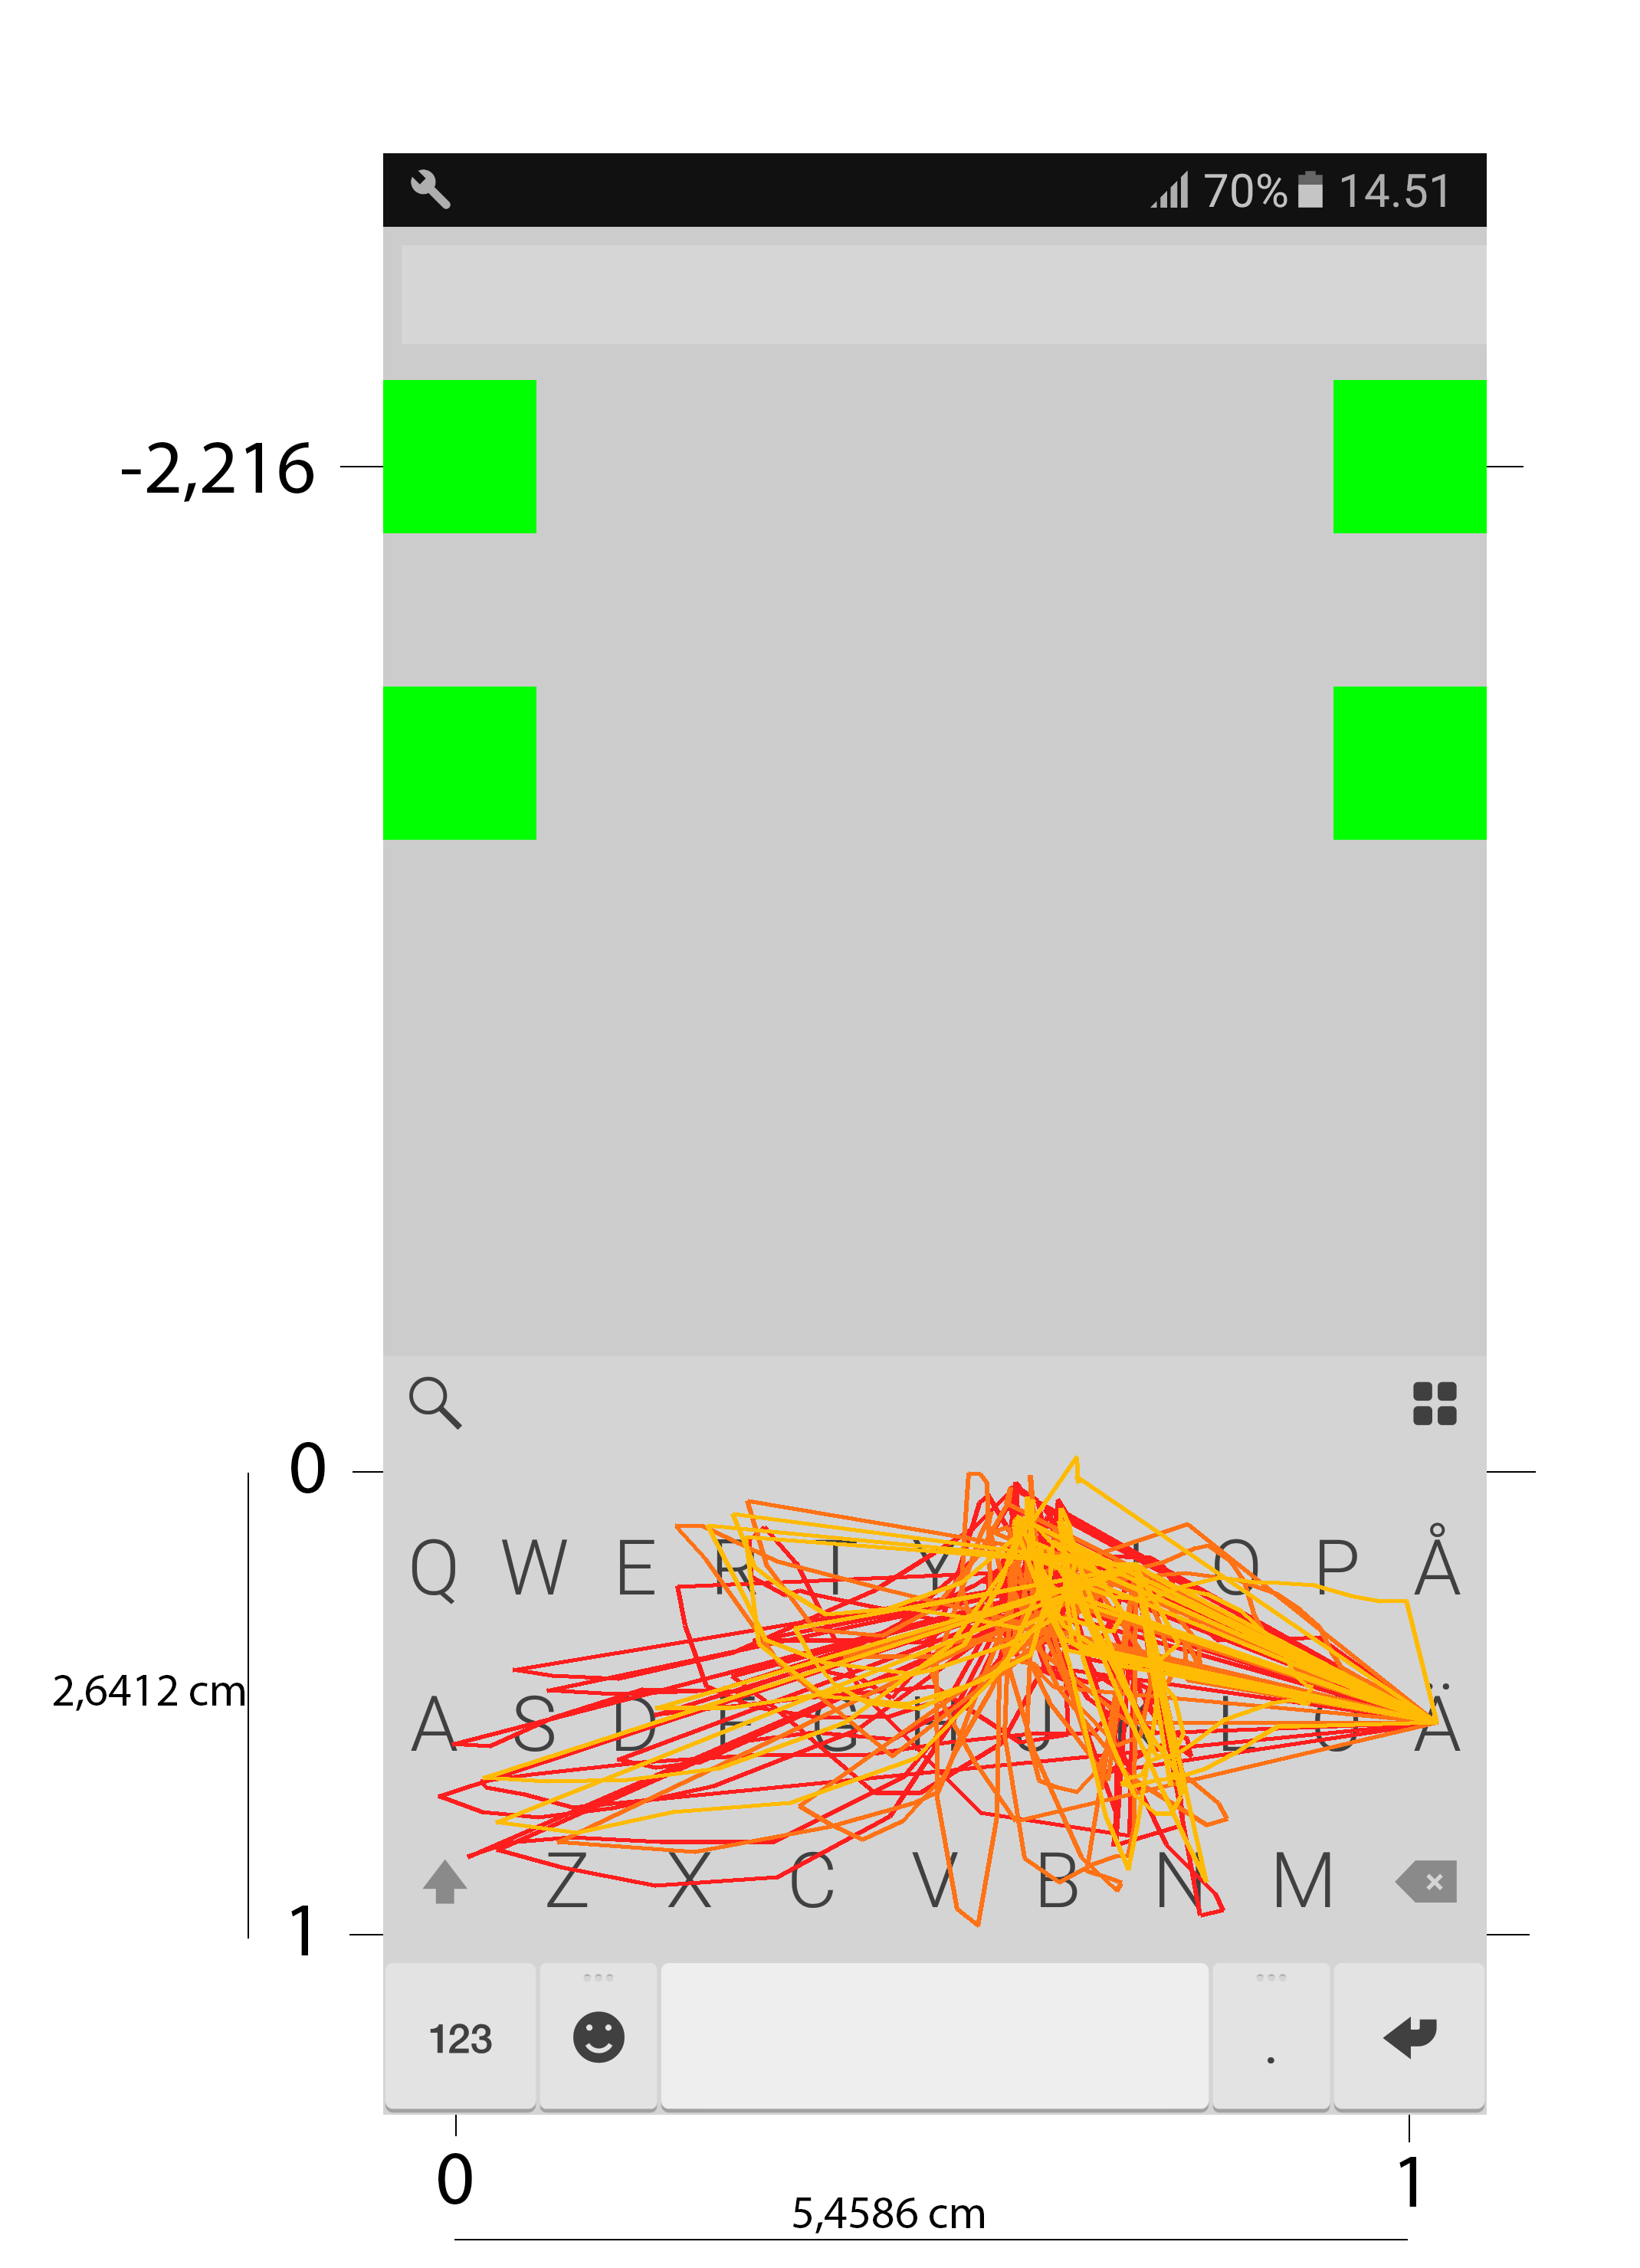 70% 14.51
-2,216
0
Q W E R T Y O P Å
2,6412 cm
A S D F G H J L Ö Ä
Z X C V B N M
1
123 .
0 1
5,4586 cm